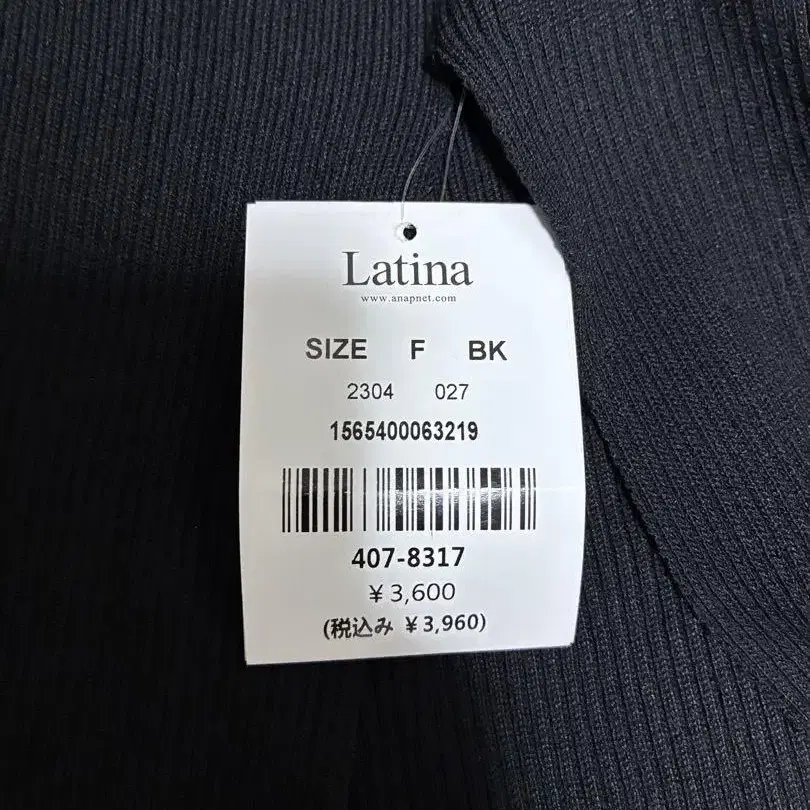 Latina
www.anapnet.com
SIZE F BK
2304 027
1565400063219
407-8317
￥3,600
(税込み ￥3,960)